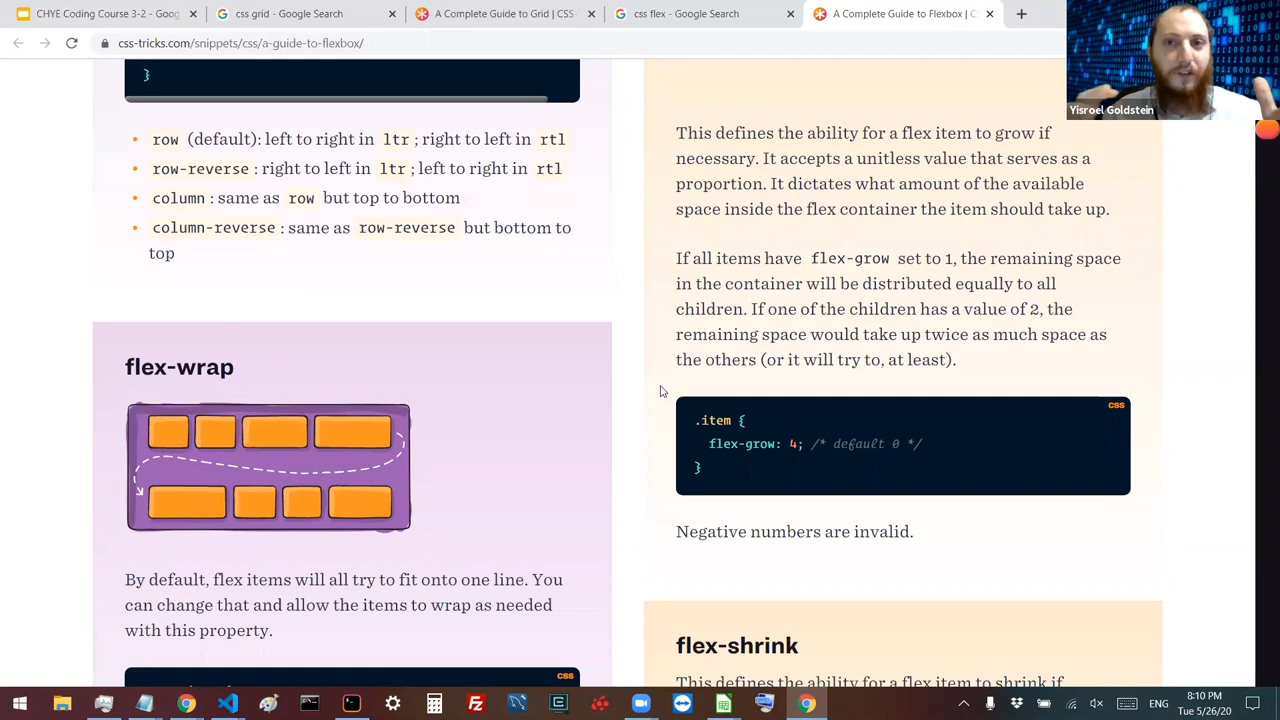 CHYE Coding Course 3-2 - Goog
css grid - Google Search
A Complete Guide to Grid | CSS-
css flex - Google Search
A Complete Guide to Flexbox | C
css-tricks.com/snippets/css/a-guide-to-flexbox/
Yisroel Goldstein
}
row (default): left to right in ltr; right to left in rtl
row-reverse: right to left in ltr; left to right in rtl
column: same as row but top to bottom
column-reverse: same as row-reverse but bottom to
top
flex-wrap
By default, flex items will all try to fit onto one line. You
can change that and allow the items to wrap as needed
with this property.
CSS
This defines the ability for a flex item to grow if
necessary. It accepts a unitless value that serves as a
proportion. It dictates what amount of the available
space inside the flex container the item should take up.
If all items have flex-grow set to 1, the remaining space
in the container will be distributed equally to all
children. If one of the children has a value of 2, the
remaining space would take up twice as much space as
the others (or it will try to, at least).
CSS
.item {
flex-grow: 4; /* default 0 */
}
Negative numbers are invalid.
flex-shrink
This defines the ability for a flex item to shrink if
ENG
8:10 PM
Tue 5/26/20